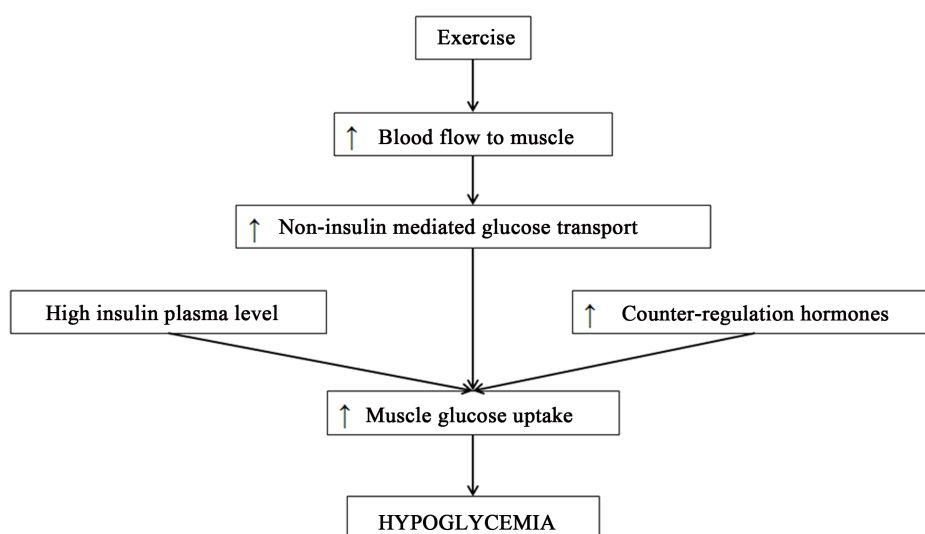 Exercise
↑ Blood flow to muscle
↑ Non-insulin mediated glucose transport
High insulin plasma level
↑ Counter-regulation hormones
↑ Muscle glucose uptake
HYPOGLYCEMIA